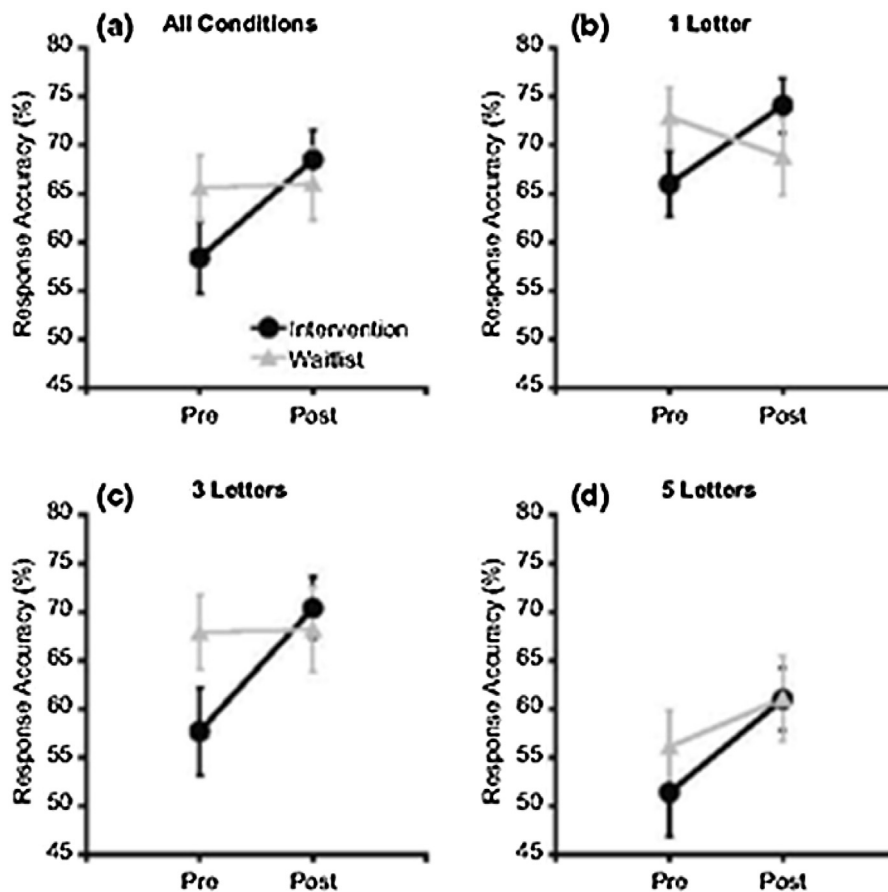 (a) All Conditions
Response Accuracy (%)
80
75
70
65
60
55
50
45
Intervention
Waitlist
Pre Post
(b) 1 Letter
Response Accuracy (%)
80
75
70
65
60
55
50
45
Pre Post
(c) 3 Letters
Response Accuracy (%)
80
75
70
65
60
55
50
45
Pre Post
(d) 5 Letters
Response Accuracy (%)
80
75
70
65
60
55
50
45
Pre Post